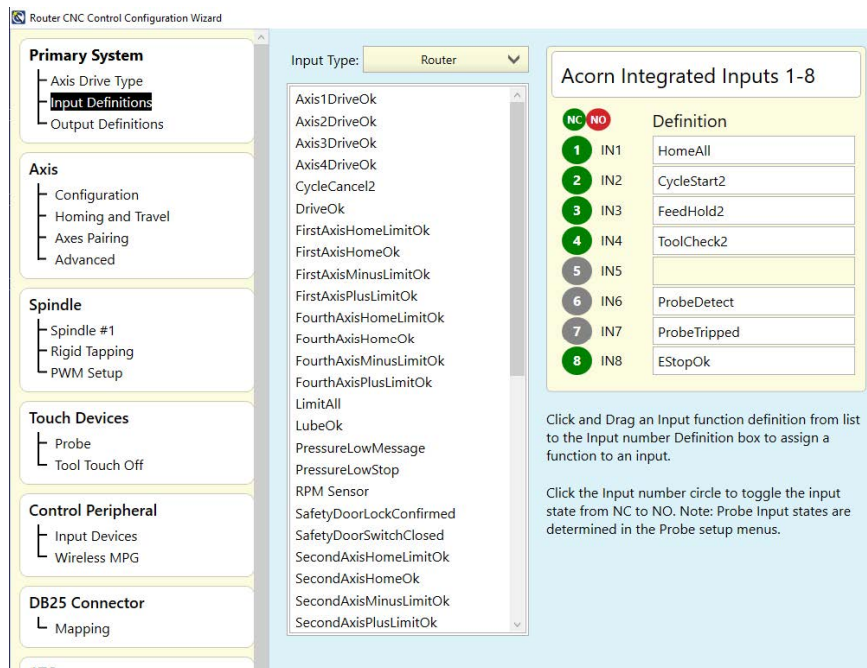 Router CNC Control Configuration Wizard
Primary System
Axis Drive Type
Input Definitions
Output Definitions
Axis
Configuration
Homing and Travel
Axes Pairing
Advanced
Spindle
Spindle #1
Rigid Tapping
PWM Setup
Touch Devices
Probe
Tool Touch Off
Control Peripheral
Input Devices
Wireless MPG
DB25 Connector
Mapping
Input Type: Router
Axis1DriveOk
Axis2DriveOk
Axis3DriveOk
Axis4DriveOk
CycleCancel2
DriveOk
FirstAxisHomeLimitOk
FirstAxisHomeOk
FirstAxisMinusLimitOk
FirstAxisPlusLimitOk
FourthAxisHomeLimitOk
FourthAxisHomeOk
FourthAxisMinusLimitOk
FourthAxisPlusLimitOk
LimitAll
LubeOk
PressureLowMessage
PressureLowStop
RPM Sensor
SafetyDoorLockConfirmed
SafetyDoorSwitchClosed
SecondAxisHomeLimitOk
SecondAxisHomeOk
SecondAxisMinusLimitOk
SecondAxisPlusLimitOk
Acorn Integrated Inputs 1-8
NC NO Definition
1 IN1 HomeAll
2 IN2 CycleStart2
3 IN3 FeedHold2
4 IN4 ToolCheck2
5 IN5
6 IN6 ProbeDetect
7 IN7 ProbeTripped
8 IN8 EStopOk
Click and Drag an Input function definition from list
to the Input number Definition box to assign a
function to an input.
Click the Input number circle to toggle the input
state from NC to NO. Note: Probe Input states are
determined in the Probe setup menus.